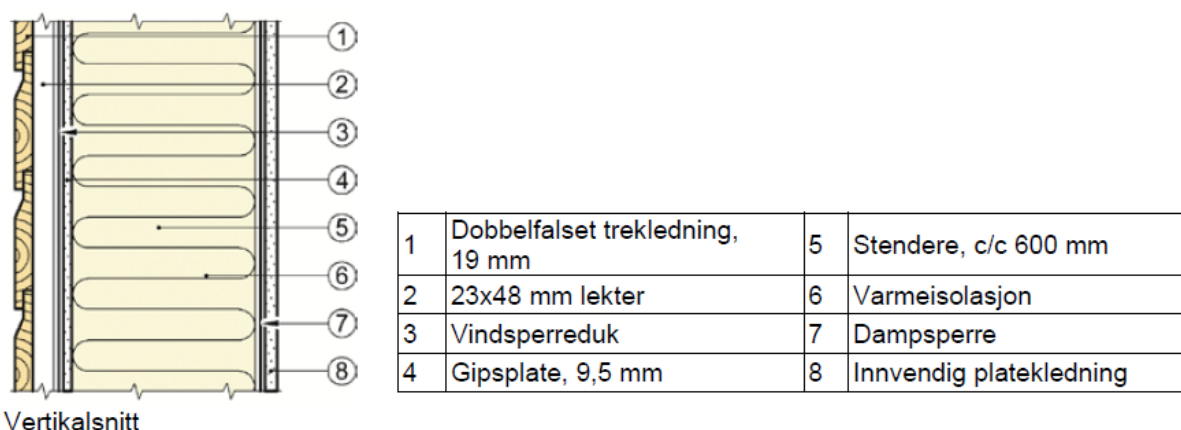 1
2
3
4
5
6
7
8
Vertikalsnitt
1 Dobbelfalset trekledning, 19 mm 5 Stendere, c/c 600 mm
2 23x48 mm lekter 6 Varmeisolasjon
3 Vindsperreduk 7 Dampsperre
4 Gipsplate, 9,5 mm 8 Innvendig platekledning